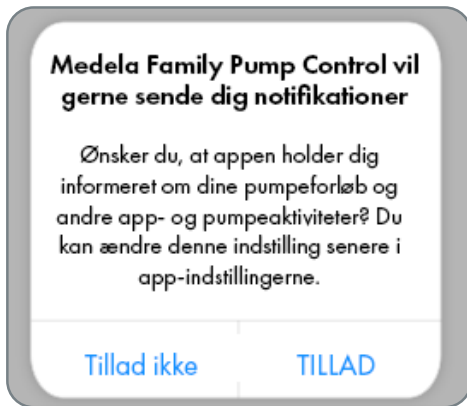 Medela Family Pump Control vil
gerne sende dig notifikationer
Ønsker du, at appen holder dig
informeret om dine pumpeforløb og
andre app- og pumpeaktiviteter? Du
kan ændre denne indstilling senere i
app-indstillingerne.
Tillad ikke TILLAD